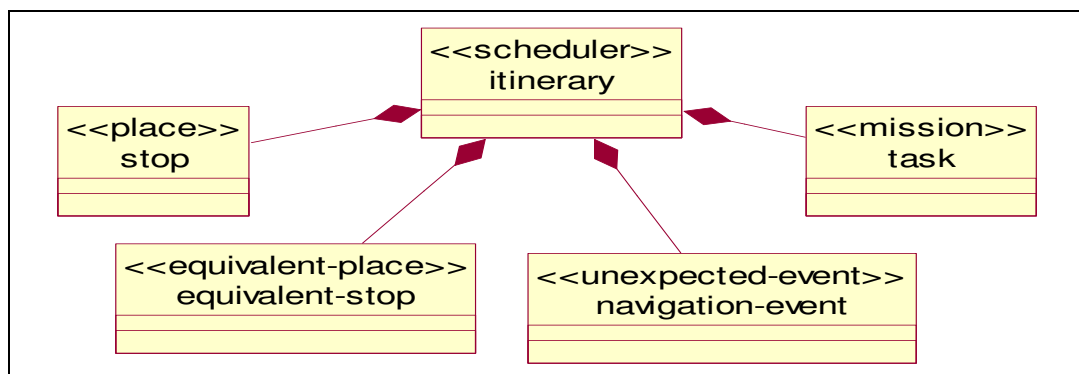 <<scheduler>>
itinerary
<<place>>
stop
<<mission>>
task
<<equivalent-place>>
equivalent-stop
<<unexpected-event>>
navigation-event